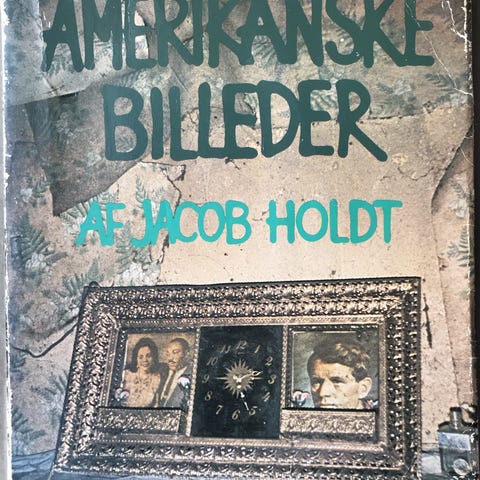 AMERIKANSKE
BILLEDER
AF JACOB HOLDT